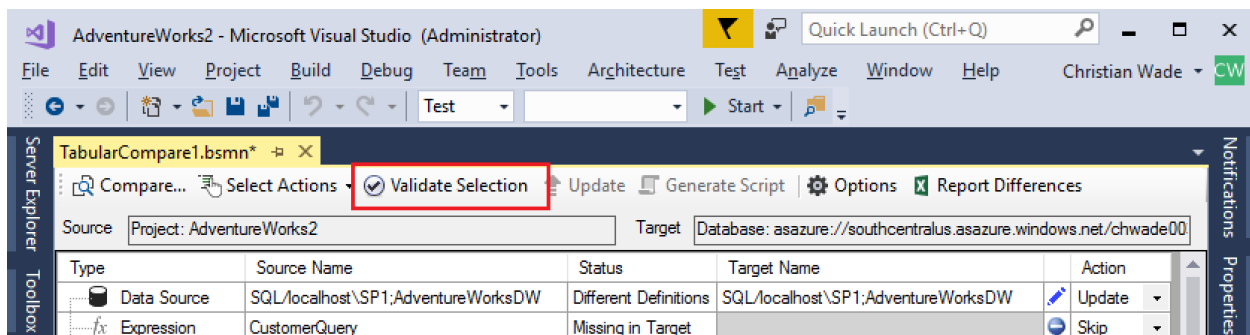 AdventureWorks2 - Microsoft Visual Studio (Administrator) Quick Launch (Ctrl+Q)
File Edit View Project Build Debug Team Tools Architecture Test Analyze Window Help Christian Wade CW
Test Start
Server Explorer
Toolbox
TabularCompare1.bsmn*
Compare... Select Actions Validate Selection Update Generate Script Options Report Differences
Source Project: AdventureWorks2 Target Database: asazure://southcentralus.asazure.windows.net/chwade00
Type Source Name Status Target Name Action
Data Source SQL/localhost\SP1;AdventureWorksDW Different Definitions SQL/localhost\SP1;AdventureWorksDW Update
fx Expression CustomerQuery Missing in Target Skip
Notifications
Properties